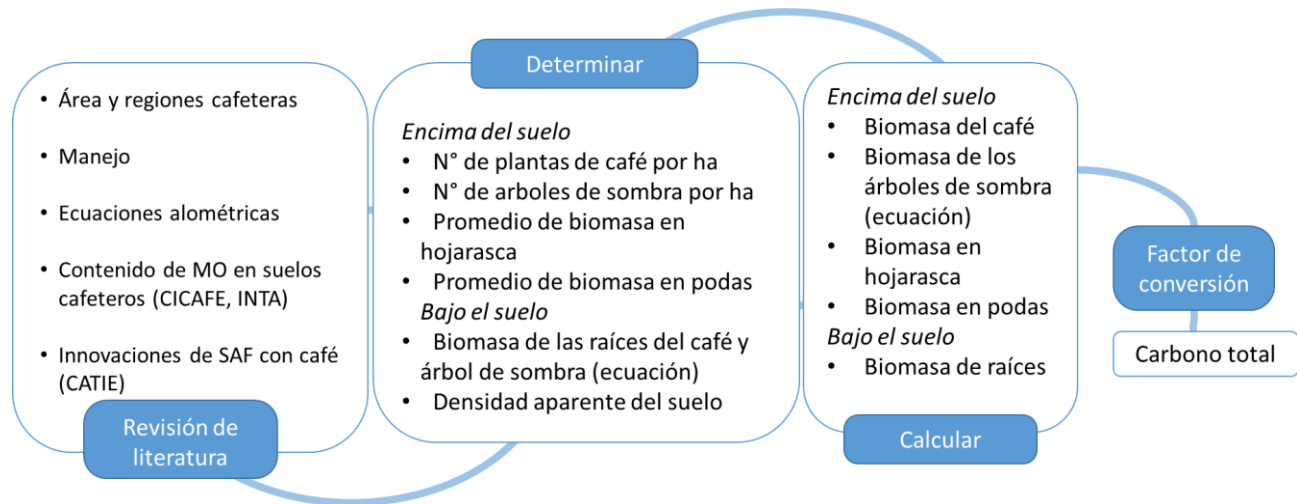 • Área y regiones cafeteras
• Manejo
• Ecuaciones alométricas
• Contenido de MO en suelos
cafeteros (CICAFE, INTA)
• Innovaciones de SAF con café
(CATIE)
Revisión de
literatura
Determinar
Encima del suelo
• N° de plantas de café por ha
• N° de arboles de sombra por ha
• Promedio de biomasa en
hojarasca
• Promedio de biomasa en podas
Bajo el suelo
• Biomasa de las raíces del café y
árbol de sombra (ecuación)
• Densidad aparente del suelo
Encima del suelo
• Biomasa del café
• Biomasa de los
árboles de sombra
(ecuación)
• Biomasa en
hojarasca
• Biomasa en podas
Bajo el suelo
• Biomasa de raíces
Calcular
Factor de
conversión
Carbono total